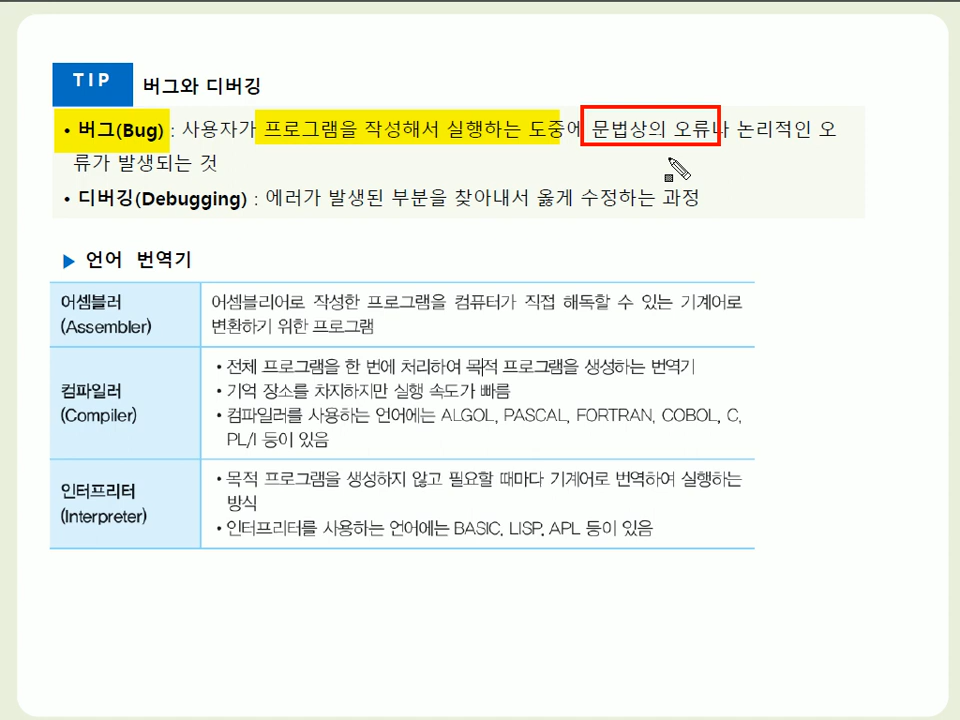 TIP 버그와 디버깅
• 버그(Bug) : 사용자가 프로그램을 작성해서 실행하는 도중에 문법상의 오류나 논리적인 오
류가 발생되는 것
• 디버깅(Debugging) : 에러가 발생된 부분을 찾아내서 옳게 수정하는 과정
▶ 언어 번역기
어셈블러
(Assembler)
어셈블리어로 작성한 프로그램을 컴퓨터가 직접 해독할 수 있는 기계어로
변환하기 위한 프로그램
컴파일러
(Compiler)
• 전체 프로그램을 한 번에 처리하여 목적 프로그램을 생성하는 번역기
• 기억 장소를 차지하지만 실행 속도가 빠름
• 컴파일러를 사용하는 언어에는 ALGOL, PASCAL, FORTRAN, COBOL, C,
PL/I 등이 있음
인터프리터
(Interpreter)
• 목적 프로그램을 생성하지 않고 필요할 때마다 기계어로 번역하여 실행하는
방식
• 인터프리터를 사용하는 언어에는 BASIC, LISP, APL 등이 있음